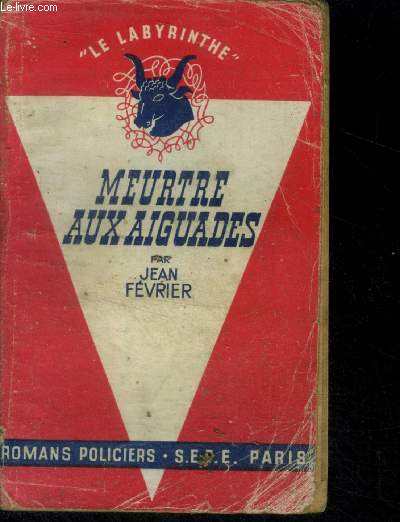 Le-livre.com
"LE LABYRINTHE"
MEURTRE
AUX AIGUADES
PAR
JEAN
FÉVRIER
ROMANS POLICIERS • S.E.P.E. PARIS